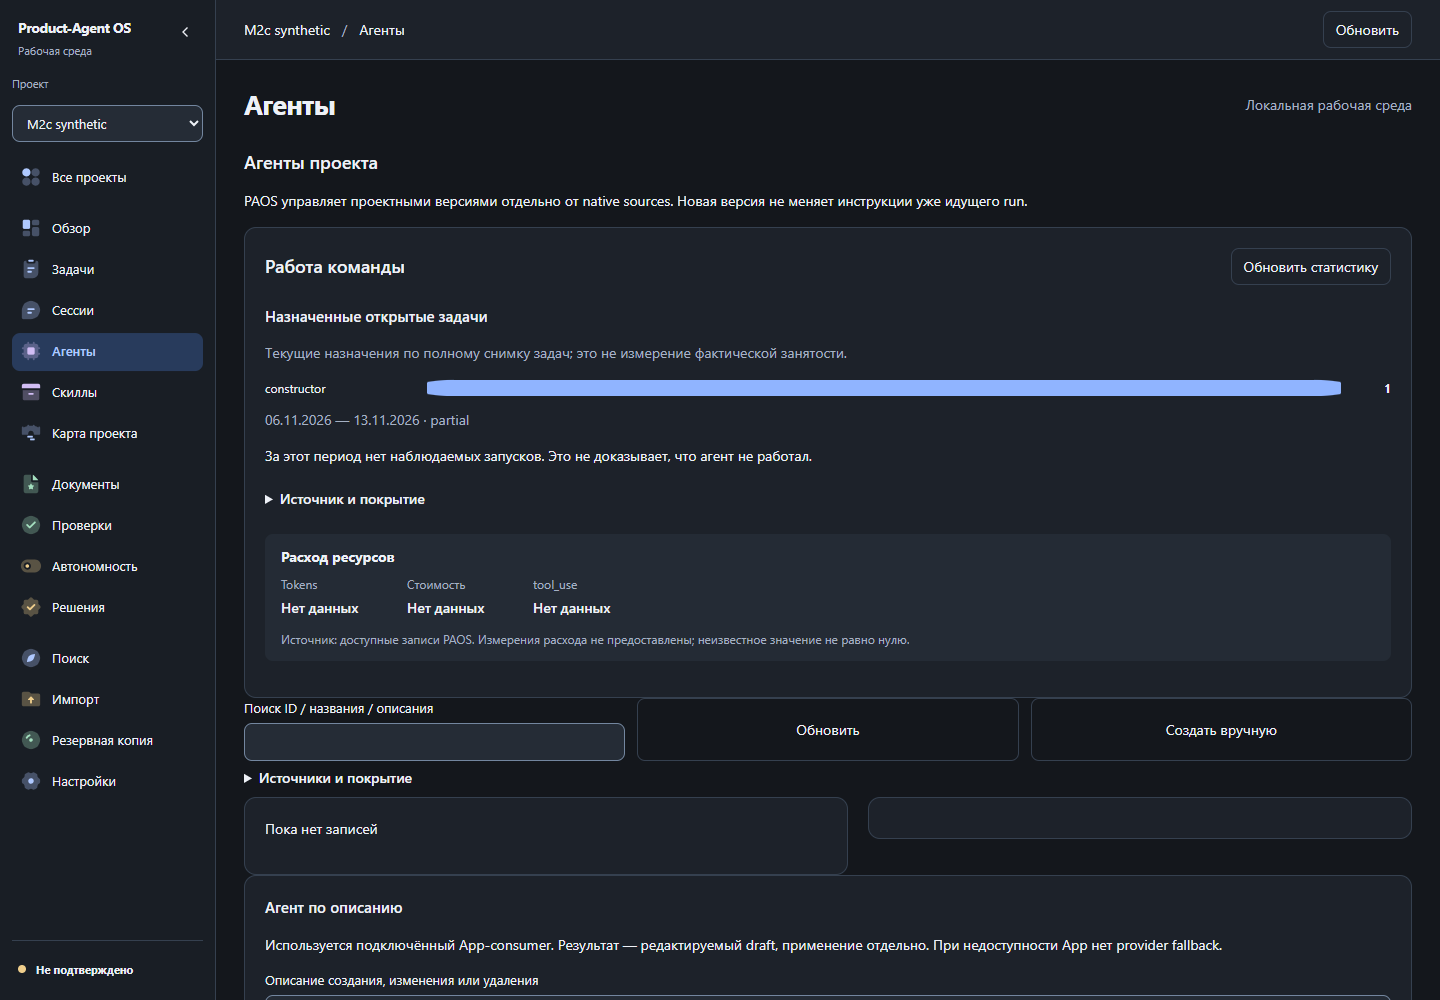 Product-Agent OS
Рабочая среда
Проект
M2c synthetic
Все проекты
Обзор
Задачи
Сессии
Агенты
Скиллы
Карта проекта
Документы
Проверки
Автономность
Решения
Поиск
Импорт
Резервная копия
Настройки
Не подтверждено
M2c synthetic / Агенты
Обновить
Агенты
Локальная рабочая среда
Агенты проекта
PAOS управляет проектными версиями отдельно от native sources. Новая версия не меняет инструкции уже идущего run.
Работа команды
Обновить статистику
Назначенные открытые задачи
Текущие назначения по полному снимку задач; это не измерение фактической занятости.
constructor 1
06.11.2026 — 13.11.2026 · partial
За этот период нет наблюдаемых запусков. Это не доказывает, что агент не работал.
Источник и покрытие
Расход ресурсов
Tokens Стоимость tool_use
Нет данных Нет данных Нет данных
Источник: доступные записи PAOS. Измерения расхода не предоставлены; неизвестное значение не равно нулю.
Поиск ID / названия / описания
Обновить
Создать вручную
Источники и покрытие
Пока нет записей
Агент по описанию
Используется подключённый App-consumer. Результат — редактируемый draft, применение отдельно. При недоступности App нет provider fallback.
Описание создания, изменения или удаления